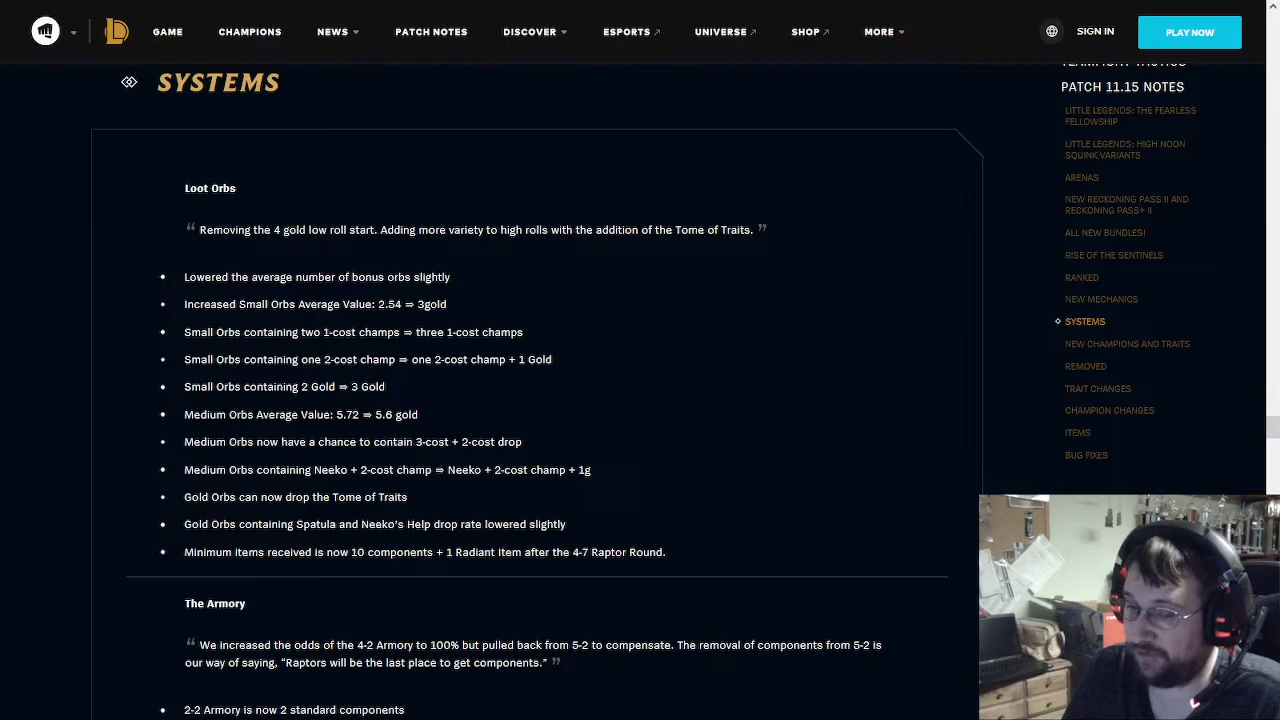 GAME
CHAMPIONS
NEWS
PATCH NOTES
DISCOVER
ESPORTS
UNIVERSE
SHOP
MORE
SIGN IN
PLAY NOW
SYSTEMS
Loot Orbs
“ Removing the 4 gold low roll start. Adding more variety to high rolls with the addition of the Tome of Traits. ”
• Lowered the average number of bonus orbs slightly
• Increased Small Orbs Average Value: 2.54 ⇒ 3gold
• Small Orbs containing two 1-cost champs ⇒ three 1-cost champs
• Small Orbs containing one 2-cost champ ⇒ one 2-cost champ + 1 Gold
• Small Orbs containing 2 Gold ⇒ 3 Gold
• Medium Orbs Average Value: 5.72 ⇒ 5.6 gold
• Medium Orbs now have a chance to contain 3-cost + 2-cost drop
• Medium Orbs containing Neeko + 2-cost champ ⇒ Neeko + 2-cost champ + 1g
• Gold Orbs can now drop the Tome of Traits
• Gold Orbs containing Spatula and Neeko’s Help drop rate lowered slightly
• Minimum items received is now 10 components + 1 Radiant Item after the 4-7 Raptor Round.
The Armory
“ We increased the odds of the 4-2 Armory to 100% but pulled back from 5-2 to compensate. The removal of components from 5-2 is
our way of saying, “Raptors will be the last place to get components.” ”
• 2-2 Armory is now 2 standard components
TEAMFIGHT TACTICS
PATCH 11.15 NOTES
LITTLE LEGENDS: THE FEARLESS
FELLOWSHIP
LITTLE LEGENDS: HIGH NOON
SQUINK VARIANTS
ARENAS
NEW RECKONING PASS II AND
RECKONING PASS+ II
ALL NEW BUNDLES!
RISE OF THE SENTINELS
RANKED
NEW MECHANICS
SYSTEMS
NEW CHAMPIONS AND TRAITS
REMOVED
TRAIT CHANGES
CHAMPION CHANGES
ITEMS
BUG FIXES